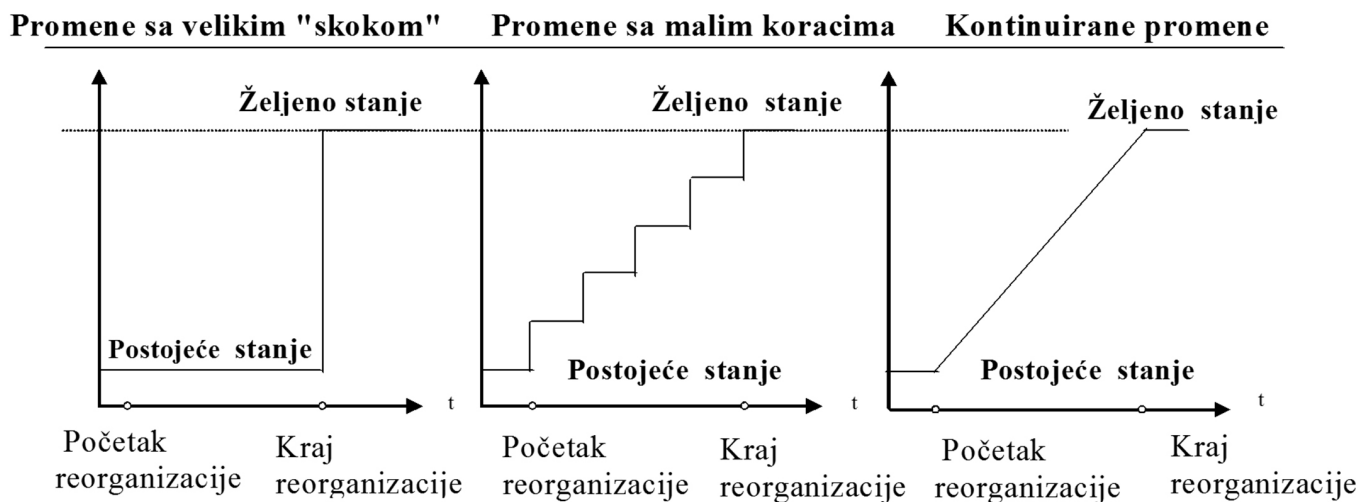 Promene sa velikim "skokom"
Promene sa malim koracima
Kontinuirane promene
Željeno stanje
Postojeće stanje
t
Početak
reorganizacije
Kraj
reorganizacije
Željeno stanje
Postojeće stanje
t
Početak
reorganizacije
Kraj
reorganizacije
Željeno stanje
Postojeće stanje
t
Početak
reorganizacije
Kraj
reorganizacije